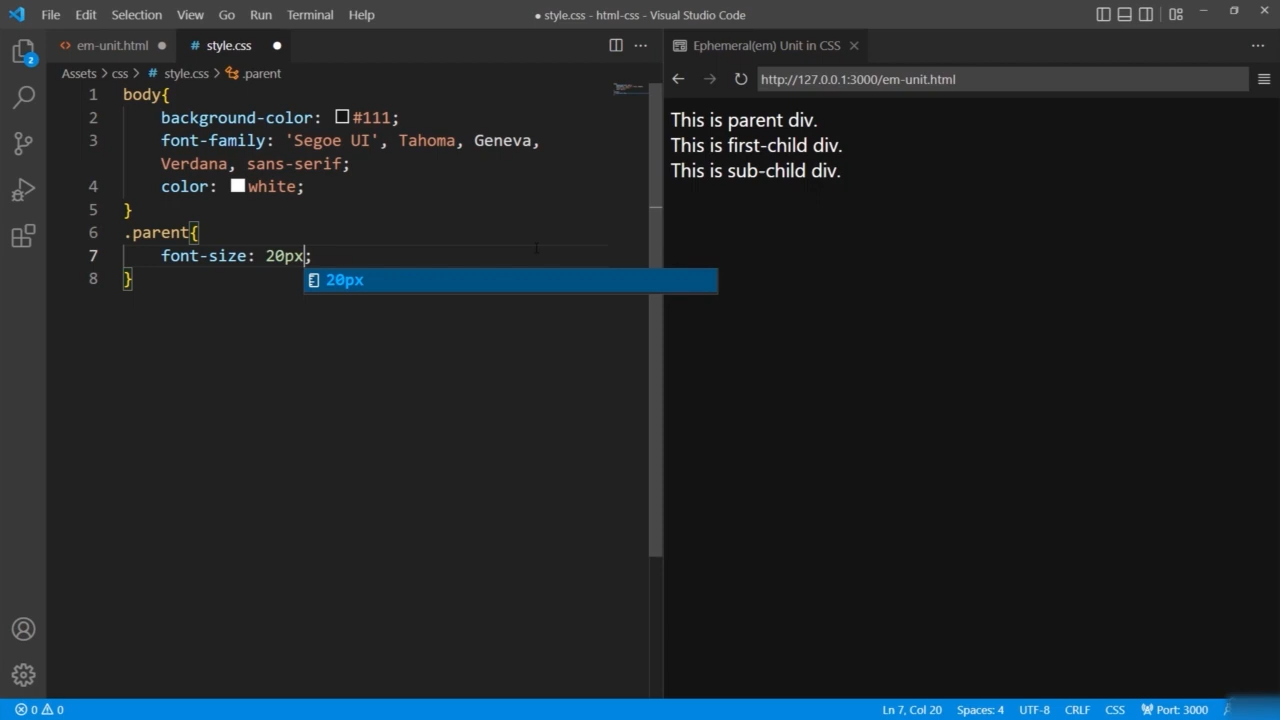 File Edit Selection View Go Run Terminal Help
● style.css - html-css - Visual Studio Code
2
em-unit.html
# style.css
Assets > css > # style.css > .parent
1 body{
2 background-color: #111;
3 font-family: 'Segoe UI', Tahoma, Geneva,
Verdana, sans-serif;
4 color: white;
5 }
6 .parent{
7 font-size: 20px;
20px
8 }
Ephemeral(em) Unit in CSS
http://127.0.0.1:3000/em-unit.html
This is parent div.
This is first-child div.
This is sub-child div.
0 0
Ln 7, Col 20 Spaces: 4 UTF-8 CRLF CSS Port: 3000